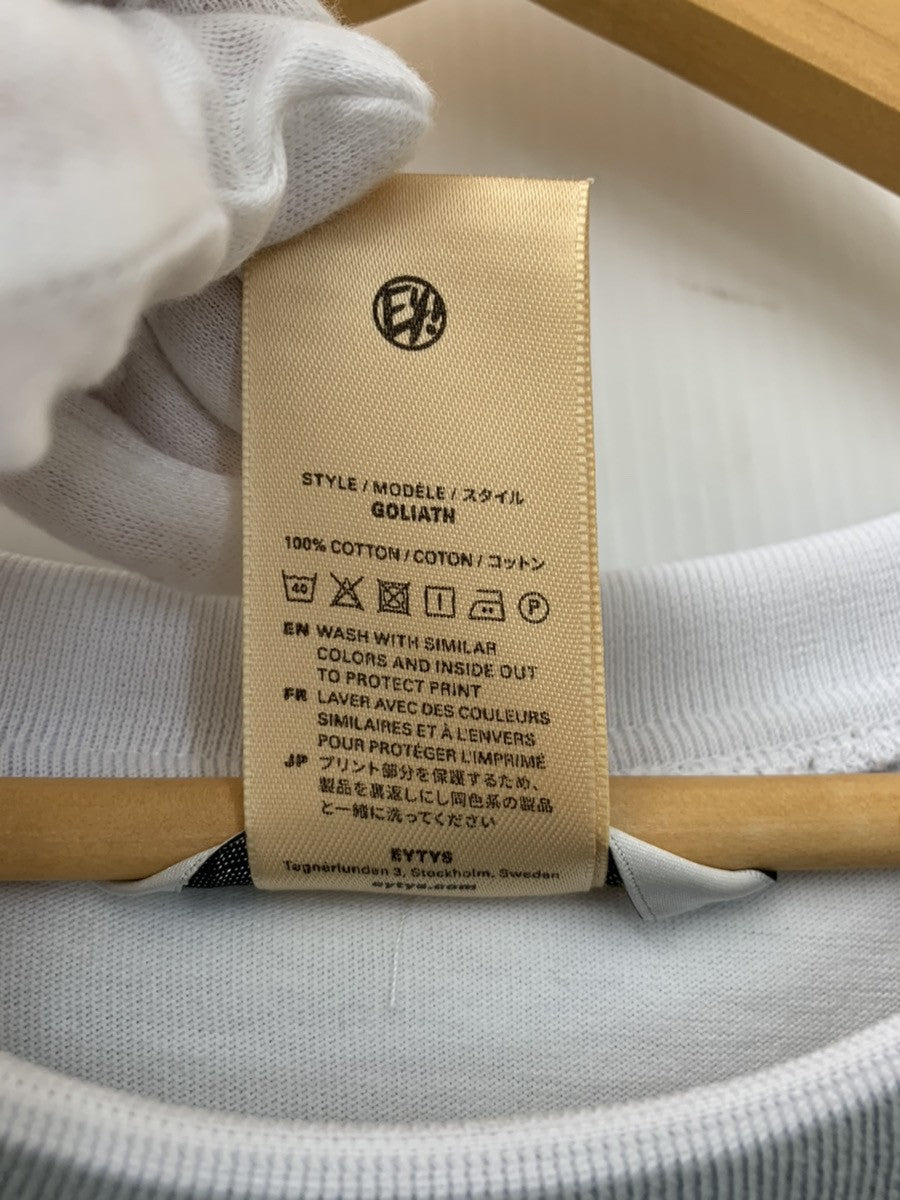 EY!
STYLE / MODÈLE / スタイル
GOLIATH
100% COTTON / COTON / コットン
40 P
EN WASH WITH SIMILAR
COLORS AND INSIDE OUT
TO PROTECT PRINT
FR LAVER AVEC DES COULEURS
SIMILAIRES ET À L'ENVERS
POUR PROTÉGER L'IMPRIMÉ
JP プリント部分を保護するため、
製品を裏返しにし同色系の製品
と一緒に洗ってください
EYTYS
Tegnérlunden 3, Stockholm, Sweden
eytys.com